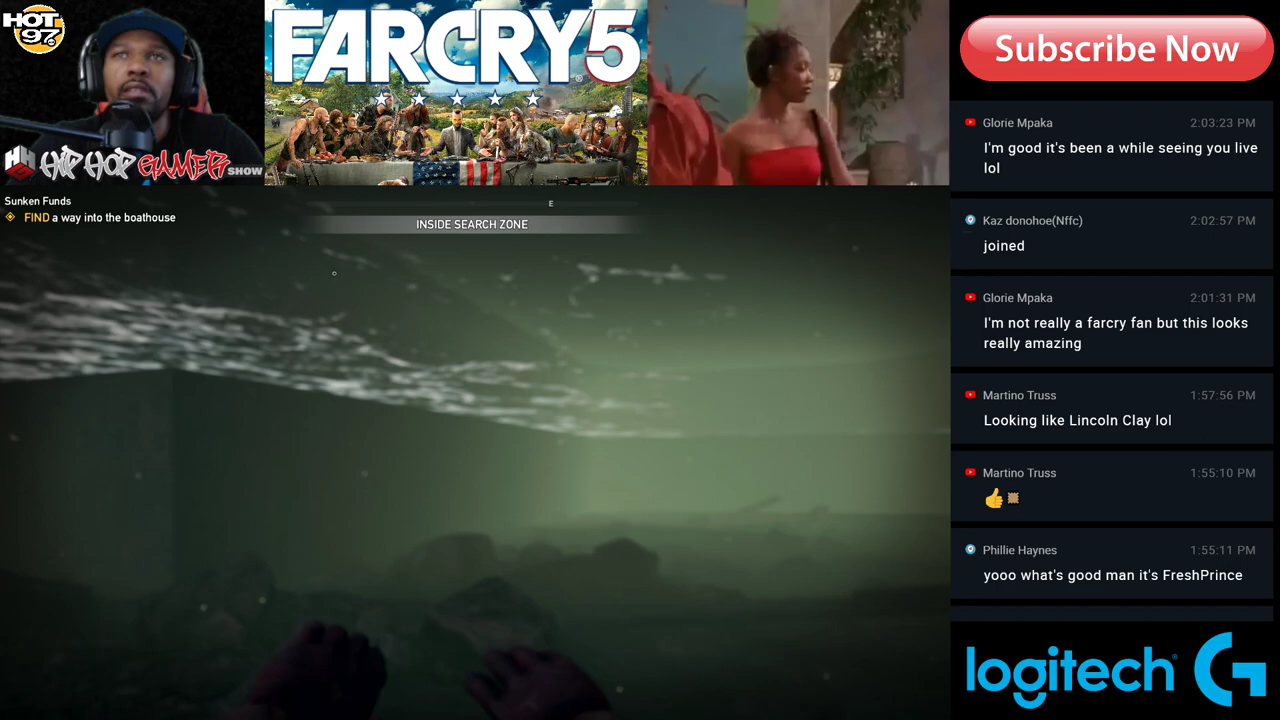 HOT
97
HHG HIP HOP GAMER SHOW
FARCRY5
Sunken Funds
FIND a way into the boathouse
E
INSIDE SEARCH ZONE
Subscribe Now
Glorie Mpaka 2:03:23 PM
I'm good it's been a while seeing you live
lol
Kaz donohoe(Nffc) 2:02:57 PM
joined
Glorie Mpaka 2:01:31 PM
I'm not really a farcry fan but this looks
really amazing
Martino Truss 1:57:56 PM
Looking like Lincoln Clay lol
Martino Truss 1:55:10 PM
👍
Phillie Haynes 1:55:11 PM
yooo what's good man it's FreshPrince
logitech G